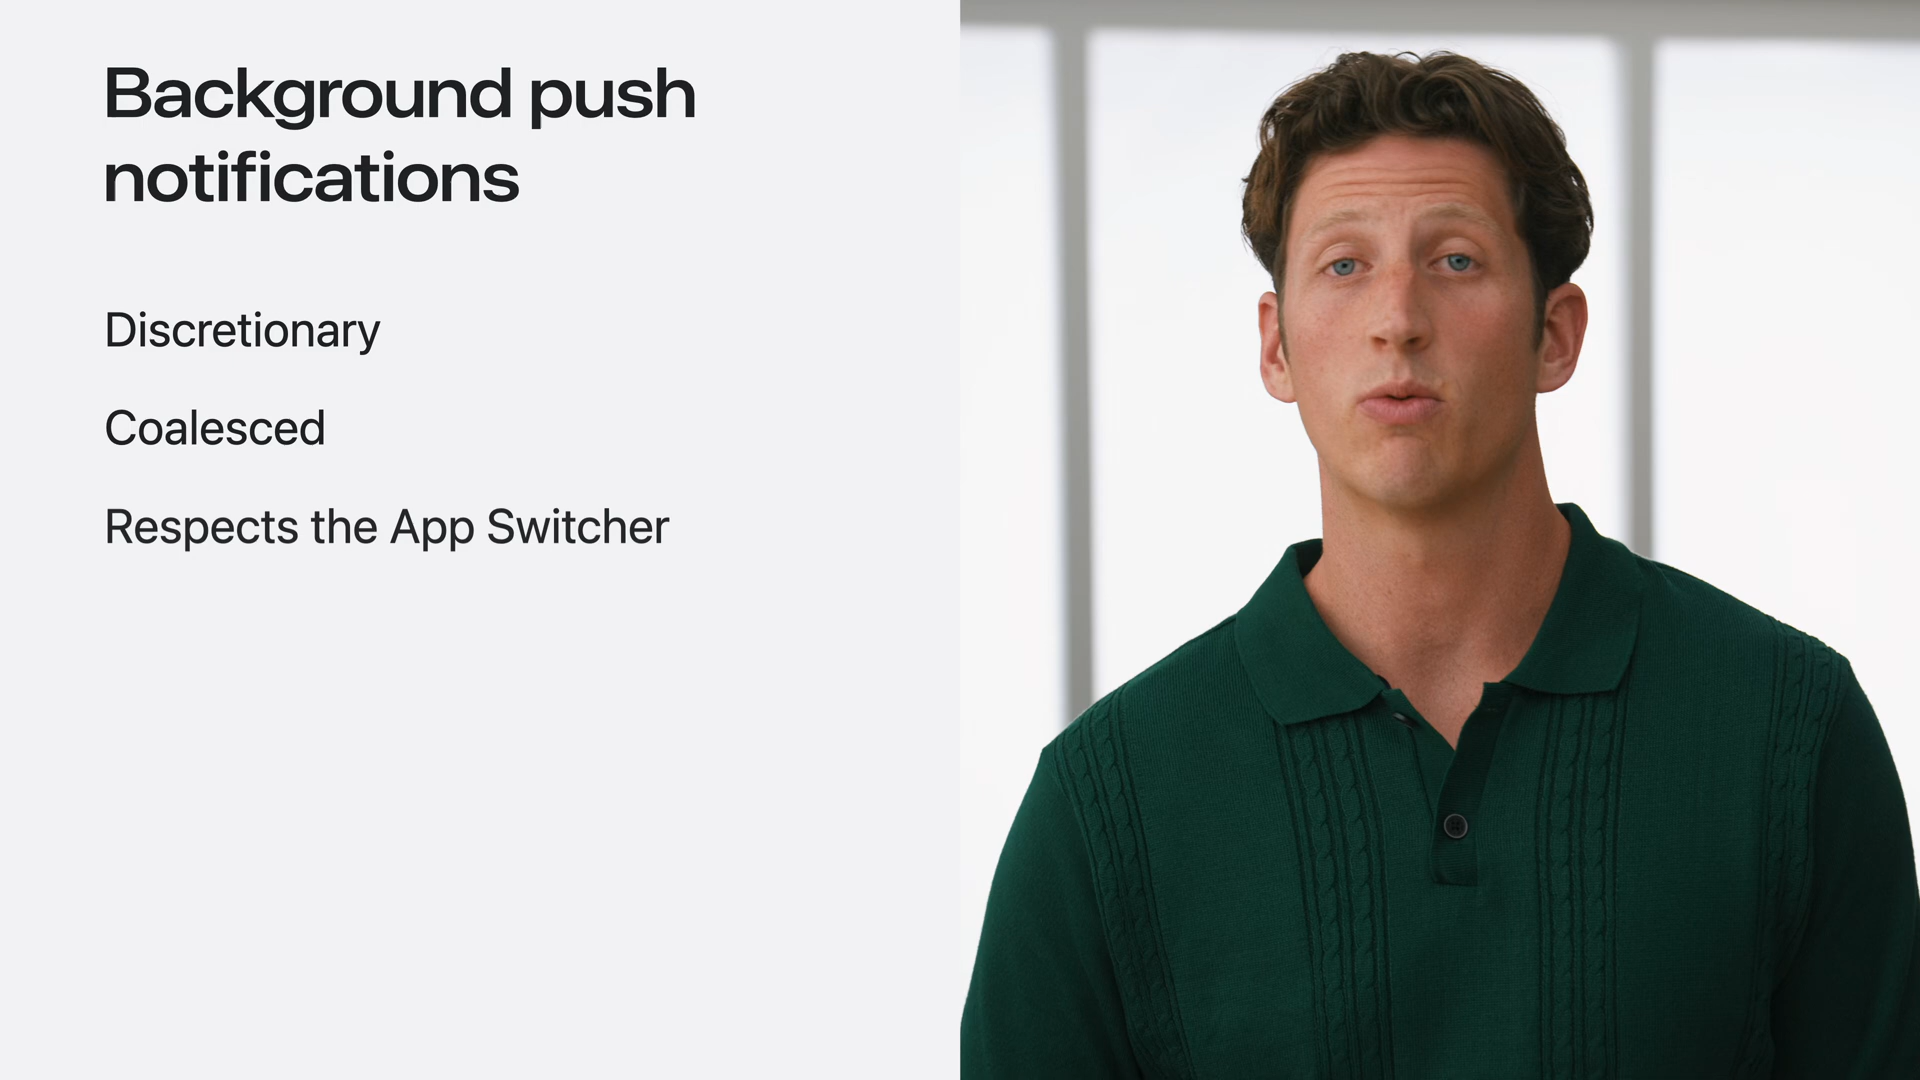 Background push
notifications
Discretionary
Coalesced
Respects the App Switcher